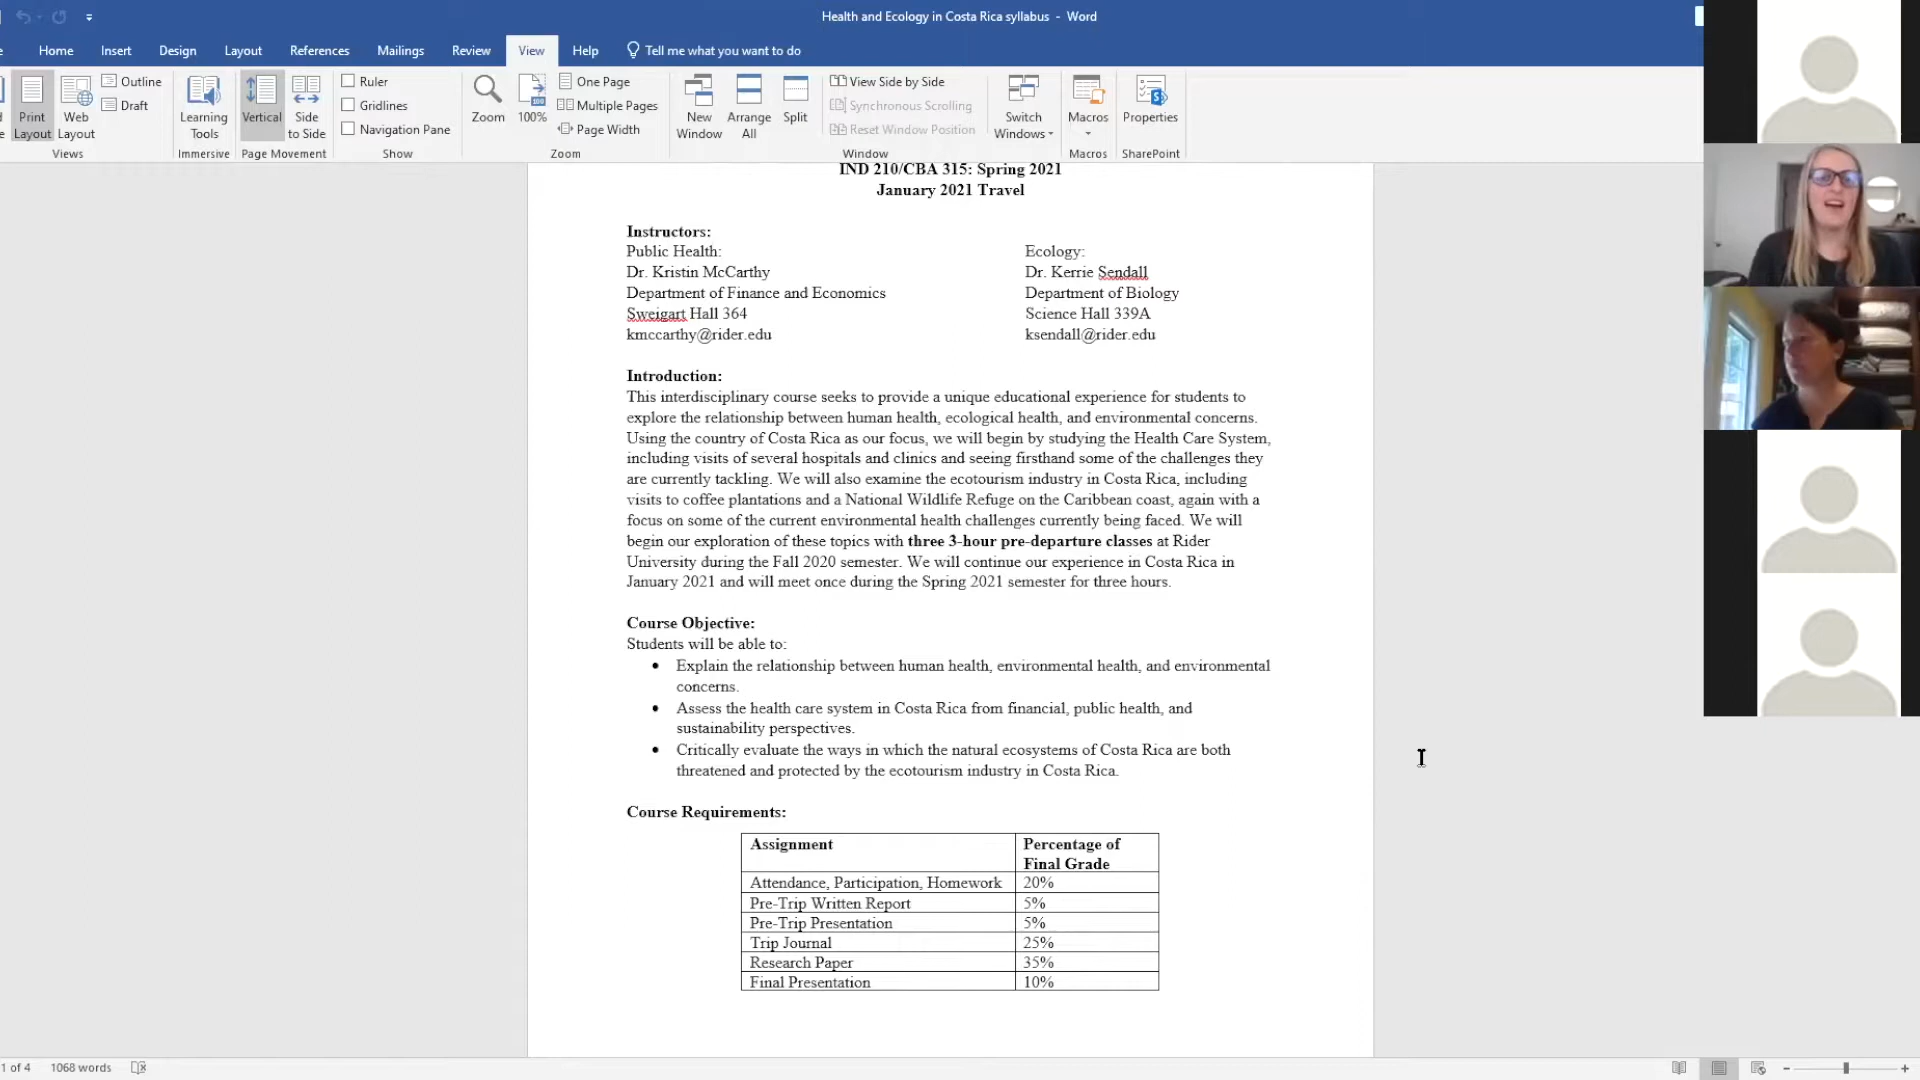 Health and Ecology in Costa Rica syllabus - Word
Home Insert Design Layout References Mailings Review View Help Tell me what you want to do
Print Layout
Web Layout
Outline
Draft
Views
Learning Tools
Immersive
Vertical
Side to Side
Page Movement
Ruler
Gridlines
Navigation Pane
Show
Zoom
100
100%
One Page
Multiple Pages
Page Width
Zoom
New Window
Arrange All
Split
View Side by Side
Synchronous Scrolling
Reset Window Position
Window
Switch Windows
Macros
Macros
Properties
SharePoint
IND 210/CBA 315: Spring 2021
January 2021 Travel
Instructors:
Public Health: Ecology:
Dr. Kristin McCarthy Dr. Kerrie Sendall
Department of Finance and Economics Department of Biology
Sweigart Hall 364 Science Hall 339A
kmccarthy@rider.edu ksendall@rider.edu
Introduction:
This interdisciplinary course seeks to provide a unique educational experience for students to
explore the relationship between human health, ecological health, and environmental concerns.
Using the country of Costa Rica as our focus, we will begin by studying the Health Care System,
including visits of several hospitals and clinics and seeing firsthand some of the challenges they
are currently tackling. We will also examine the ecotourism industry in Costa Rica, including
visits to coffee plantations and a National Wildlife Refuge on the Caribbean coast, again with a
focus on some of the current environmental health challenges currently being faced. We will
begin our exploration of these topics with three 3-hour pre-departure classes at Rider
University during the Fall 2020 semester. We will continue our experience in Costa Rica in
January 2021 and will meet once during the Spring 2021 semester for three hours.
Course Objective:
Students will be able to:
• Explain the relationship between human health, environmental health, and environmental
concerns.
• Assess the health care system in Costa Rica from financial, public health, and
sustainability perspectives.
• Critically evaluate the ways in which the natural ecosystems of Costa Rica are both
threatened and protected by the ecotourism industry in Costa Rica.
Course Requirements:
Assignment Percentage of
Final Grade
Attendance, Participation, Homework 20%
Pre-Trip Written Report 5%
Pre-Trip Presentation 5%
Trip Journal 25%
Research Paper 35%
Final Presentation 10%
1 of 4 1068 words